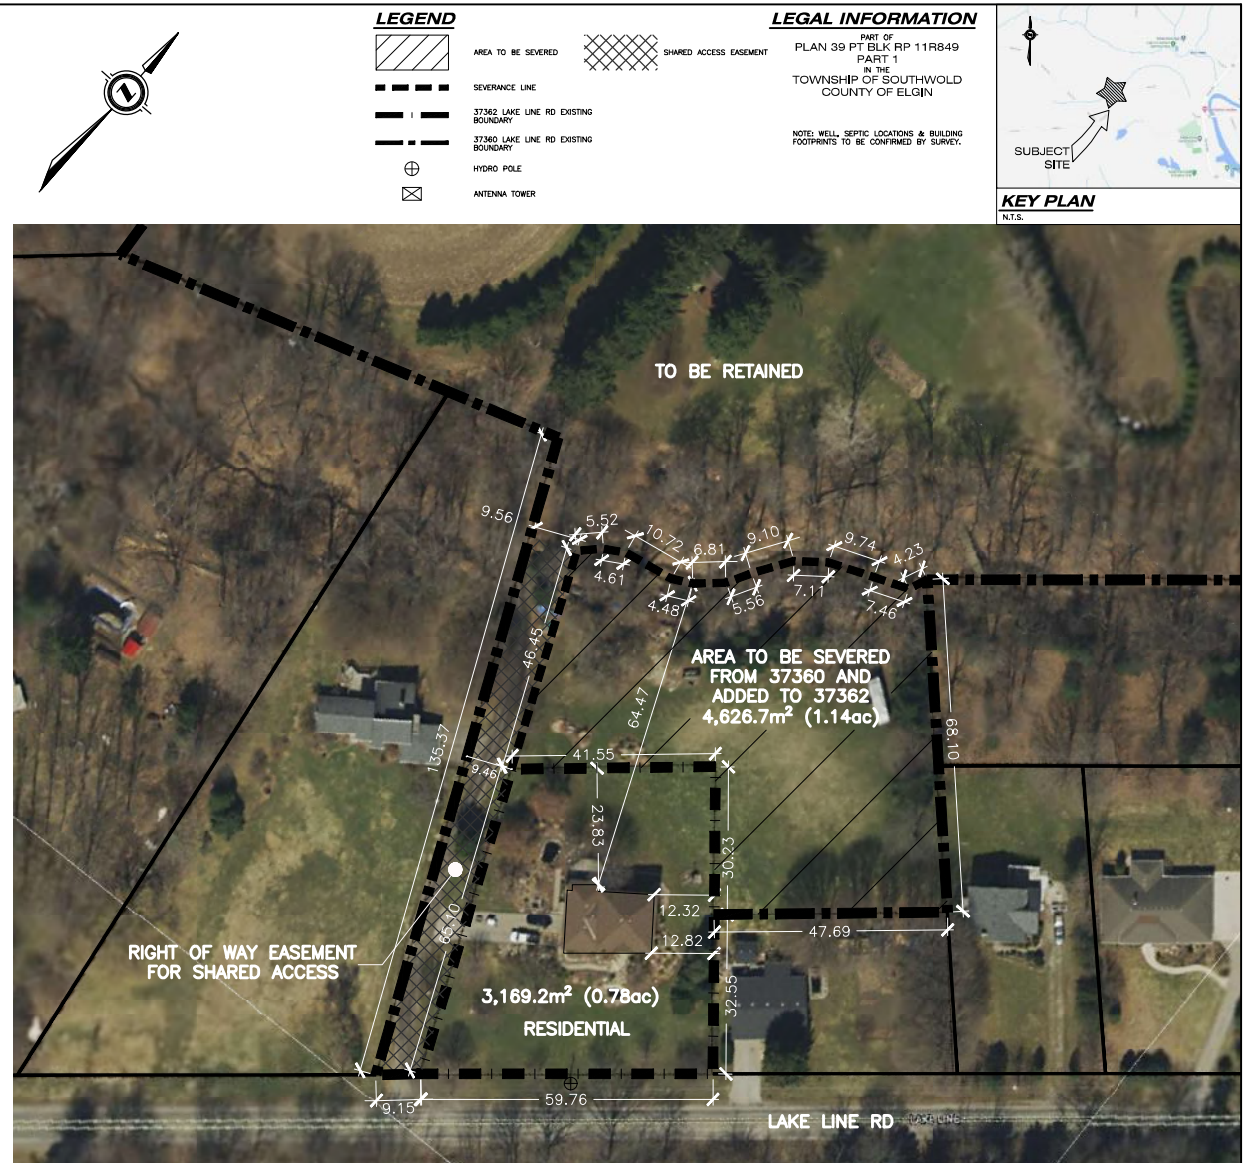 LEGEND
AREA TO BE SEVERED
SHARED ACCESS EASEMENT
SEVERANCE LINE
37362 LAKE LINE RD EXISTING
BOUNDARY
37360 LAKE LINE RD EXISTING
BOUNDARY
HYDRO POLE
ANTENNA TOWER
LEGAL INFORMATION
PART OF
PLAN 39 PT BLK RP 11R849
PART 1
IN THE
TOWNSHIP OF SOUTHWOLD
COUNTY OF ELGIN
NOTE: WELL, SEPTIC LOCATIONS & BUILDING
FOOTPRINTS TO BE CONFIRMED BY SURVEY.
SUBJECT
SITE
KEY PLAN
N.T.S.
TO BE RETAINED
9.56
5.52
10.72
6.81
9.10
9.74
4.23
4.61
4.48
5.56
7.11
7.46
46.45
AREA TO BE SEVERED
FROM 37360 AND
ADDED TO 37362
4,626.7m² (1.14ac)
64.47
68.10
135.37
41.55
9.46
23.83
30.23
12.32
47.69
12.82
65.10
RIGHT OF WAY EASEMENT
FOR SHARED ACCESS
3,169.2m² (0.78ac)
RESIDENTIAL
32.55
9.15
59.76
LAKE LINE RD